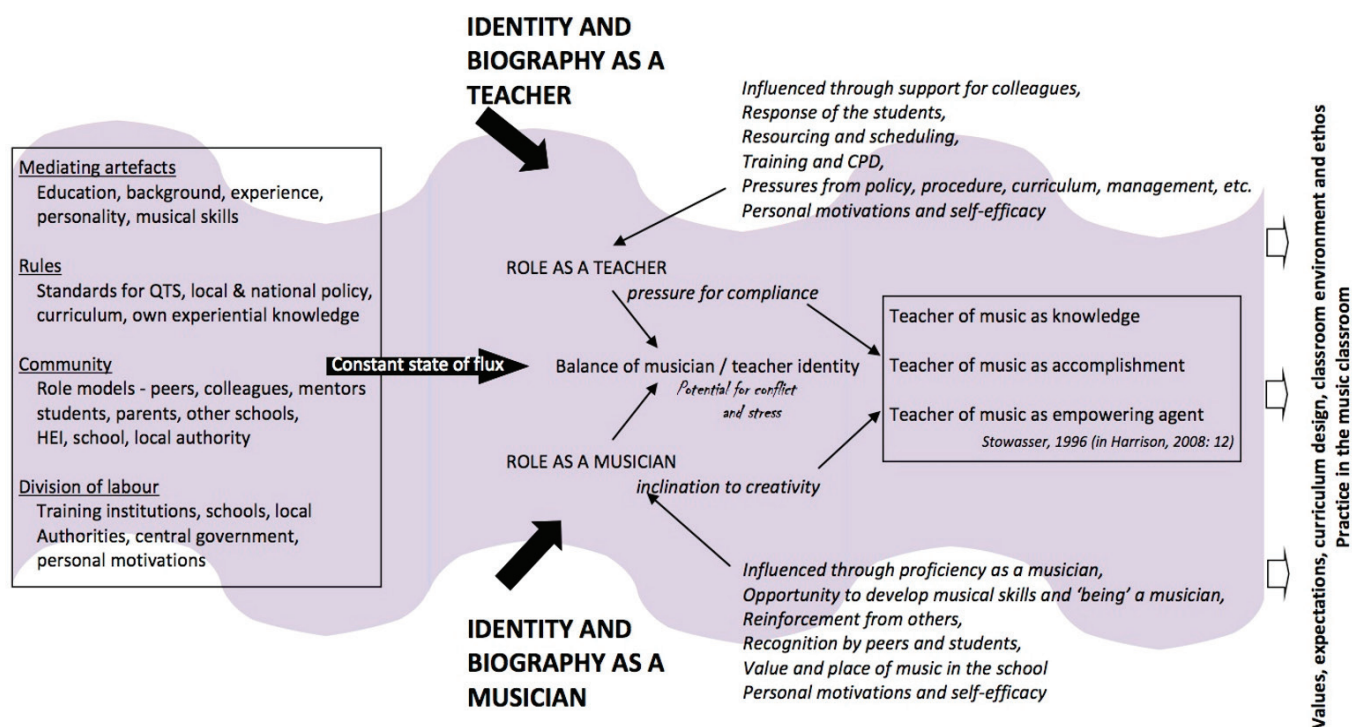 IDENTITY AND
BIOGRAPHY AS A
TEACHER
Influenced through support for colleagues,
Response of the students,
Resourcing and scheduling,
Training and CPD,
Pressures from policy, procedure, curriculum, management, etc.
Personal motivations and self-efficacy
Mediating artefacts
Education, background, experience,
personality, musical skills
Rules
Standards for QTS, local & national policy,
curriculum, own experiential knowledge
Community
Role models - peers, colleagues, mentors
students, parents, other schools,
HEI, school, local authority
Division of labour
Training institutions, schools, local
Authorities, central government,
personal motivations
Constant state of flux
ROLE AS A TEACHER
pressure for compliance
Balance of musician / teacher identity
Potential for conflict
and stress
ROLE AS A MUSICIAN
inclination to creativity
Teacher of music as knowledge
Teacher of music as accomplishment
Teacher of music as empowering agent
Stowasser, 1996 (in Harrison, 2008: 12)
IDENTITY AND
BIOGRAPHY AS A
MUSICIAN
Influenced through proficiency as a musician,
Opportunity to develop musical skills and ‘being’ a musician,
Reinforcement from others,
Recognition by peers and students,
Value and place of music in the school
Personal motivations and self-efficacy
Values, expectations, curriculum design, classroom environment and ethos
Practice in the music classroom